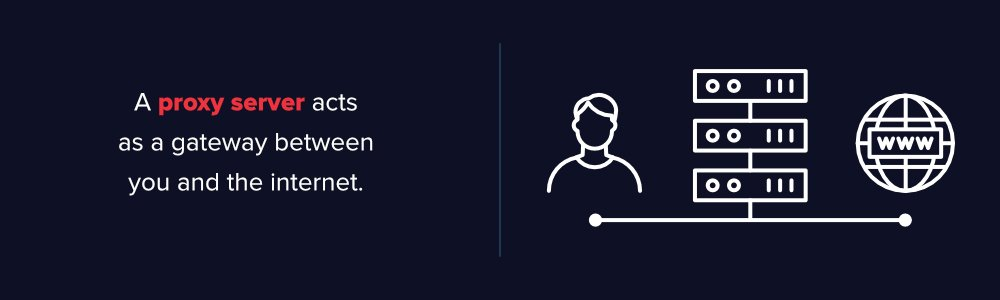 A proxy server acts
as a gateway between
you and the internet.
WWW